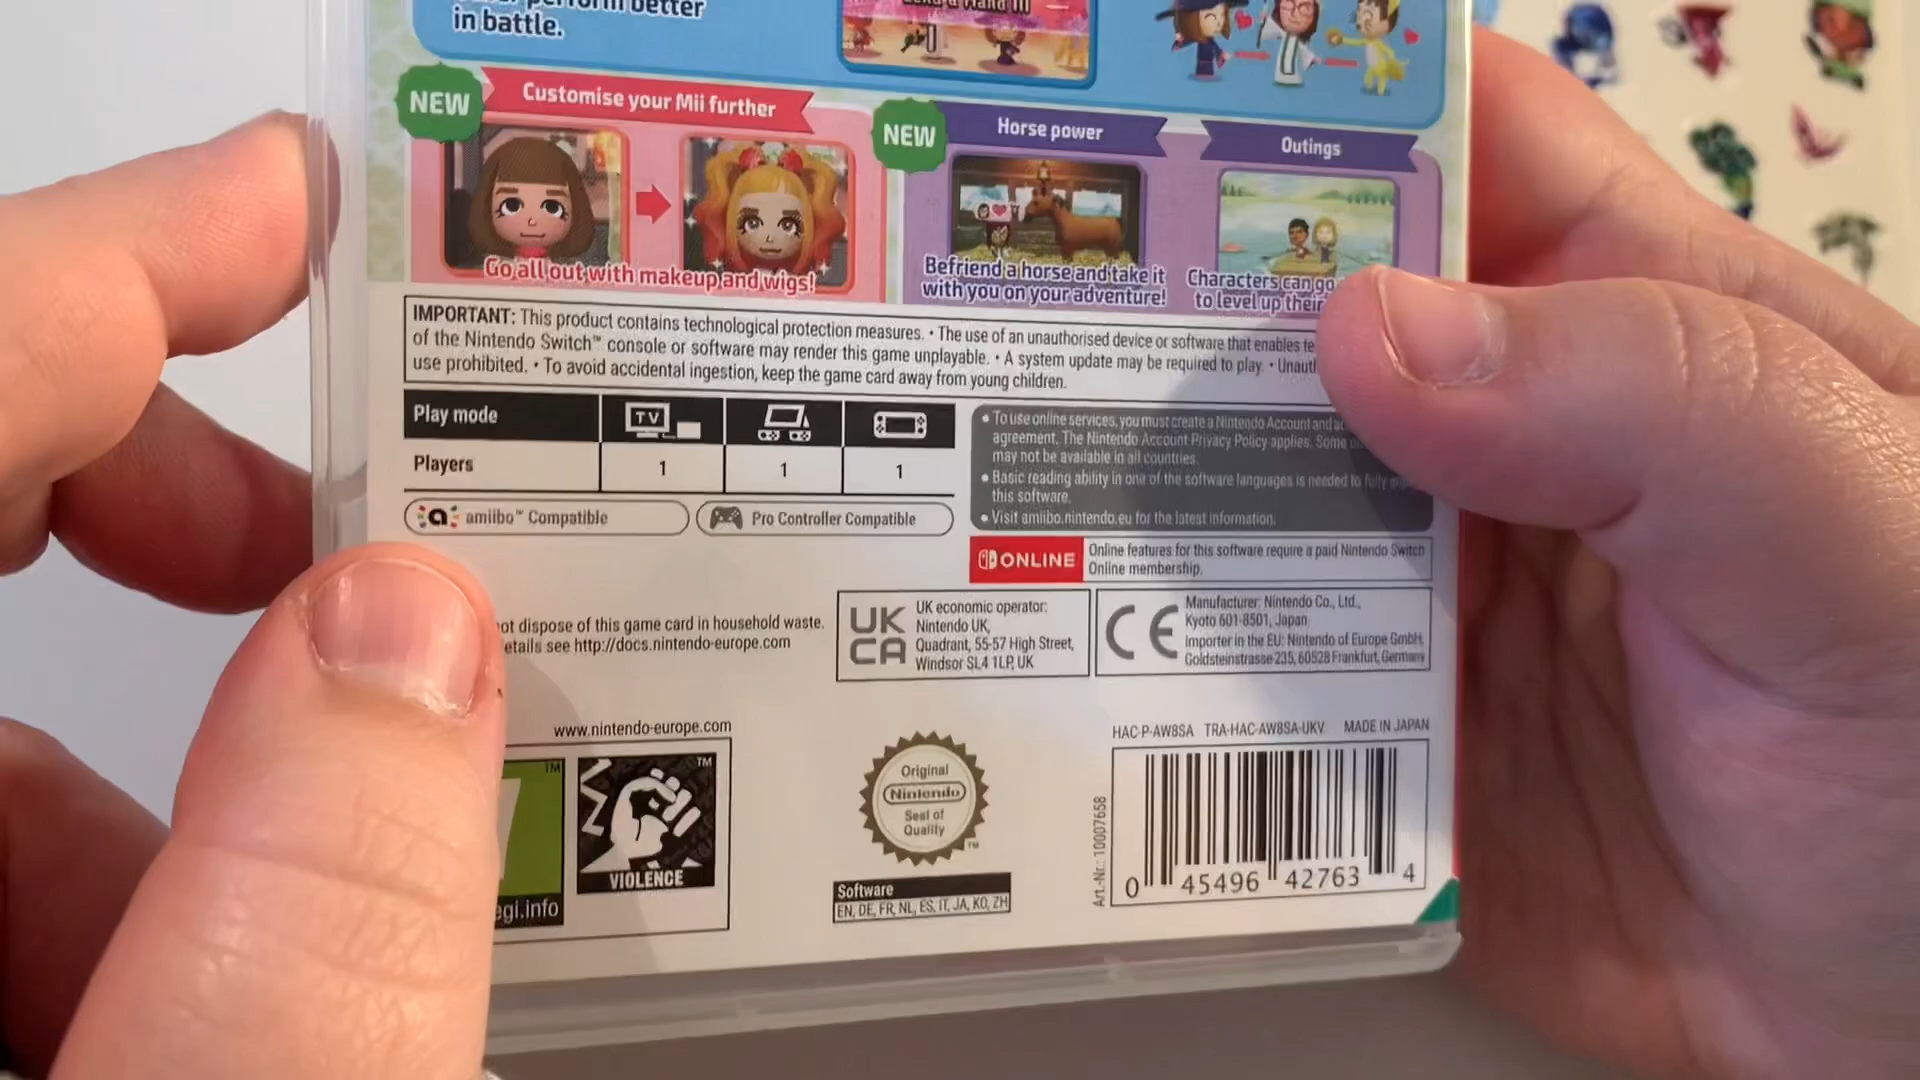 perform better
in battle.
NEW
Customise your Mii further
Go all out with makeup and wigs!
NEW
Horse power
Befriend a horse and take it
with you on your adventure!
Outings
Characters can go
to level up their
IMPORTANT: This product contains technological protection measures. • The use of an unauthorised device or software that enables te
of the Nintendo Switch™ console or software may render this game unplayable. • A system update may be required to play. • Unaut
use prohibited. • To avoid accidental ingestion, keep the game card away from young children.
Play mode
TV
Players 1 1 1
amiibo™ Compatible
Pro Controller Compatible
• To use online services, you must create a Nintendo Account and
agreement. The Nintendo Account Privacy Policy applies. Some
may not be available in all countries.
• Basic reading ability in one of the software languages is needed to fully
this software.
• Visit amiibo.nintendo.eu for the latest information.
ONLINE
Online features for this software require a paid Nintendo Switch
Online membership.
ot dispose of this game card in household waste.
etails see http://docs.nintendo-europe.com
UK
CA
UK economic operator:
Nintendo UK,
Quadrant, 55-57 High Street,
Windsor SL4 1LP, UK
CE
Manufacturer: Nintendo Co., Ltd.,
Kyoto 601-8501, Japan
Importer in the EU: Nintendo of Europe GmbH,
Goldsteinstrasse 235, 60528 Frankfurt, Germany
www.nintendo-europe.com
TM
egi.info
TM
VIOLENCE
Original
Nintendo
Seal of
Quality
TM
Software
EN, DE, FR, NL, ES, IT, JA, KO, ZH
HAC-P-AW8SA TRA-HAC-AW8SA-UKV MADE IN JAPAN
Art.-Nr.: 10007658
0 45496 42763 4